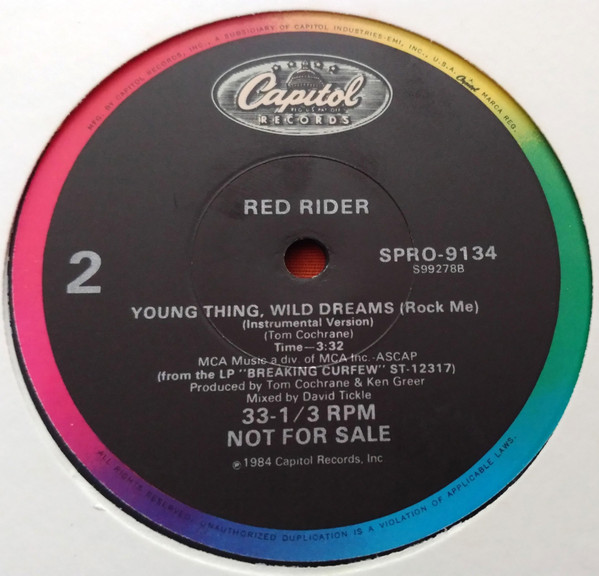 MFG. BY CAPITOL RECORDS, INC., A SUBSIDIARY OF CAPITOL INDUSTRIES-EMI, INC., U.S.A. Capitol MARCA REG.
Capitol
RECORDS
RED RIDER
2
SPRO-9134
S99278B
YOUNG THING, WILD DREAMS (Rock Me)
(Instrumental Version)
(Tom Cochrane)
Time—3:32
MCA Music a div. of MCA Inc.-ASCAP
(from the LP "BREAKING CURFEW" ST-12317)
Produced by Tom Cochrane & Ken Greer
Mixed by David Tickle
33-1/3 RPM
NOT FOR SALE
℗1984 Capitol Records, Inc
ALL RIGHTS RESERVED. UNAUTHORIZED DUPLICATION IS A VIOLATION OF APPLICABLE LAWS.